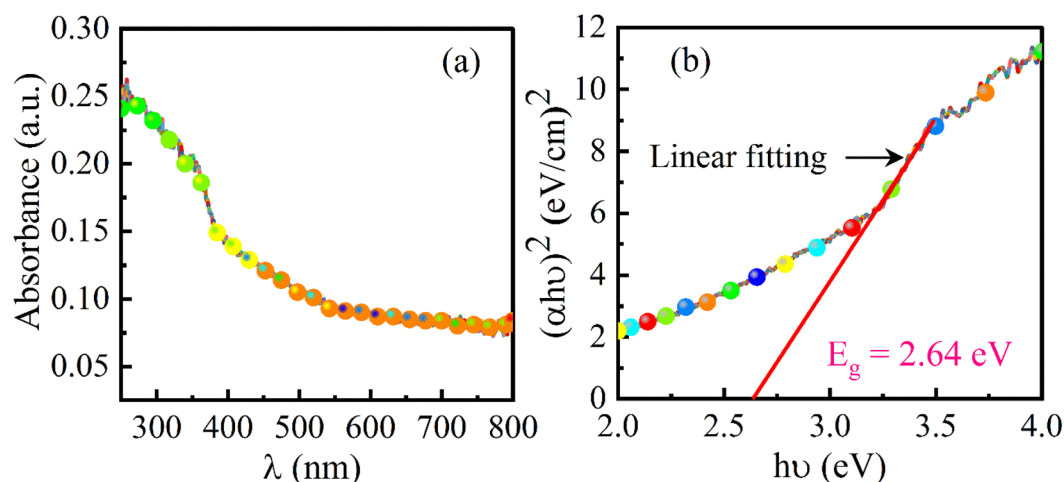 (a)
Absorbance (a.u.)
0.30
0.25
0.20
0.15
0.10
0.05
300 400 500 600 700 800
λ (nm)
(b)
(αhυ)² (eV/cm)²
12
10
8
6
4
2
0
Linear fitting
E_g = 2.64 eV
2.0 2.5 3.0 3.5 4.0
hυ (eV)